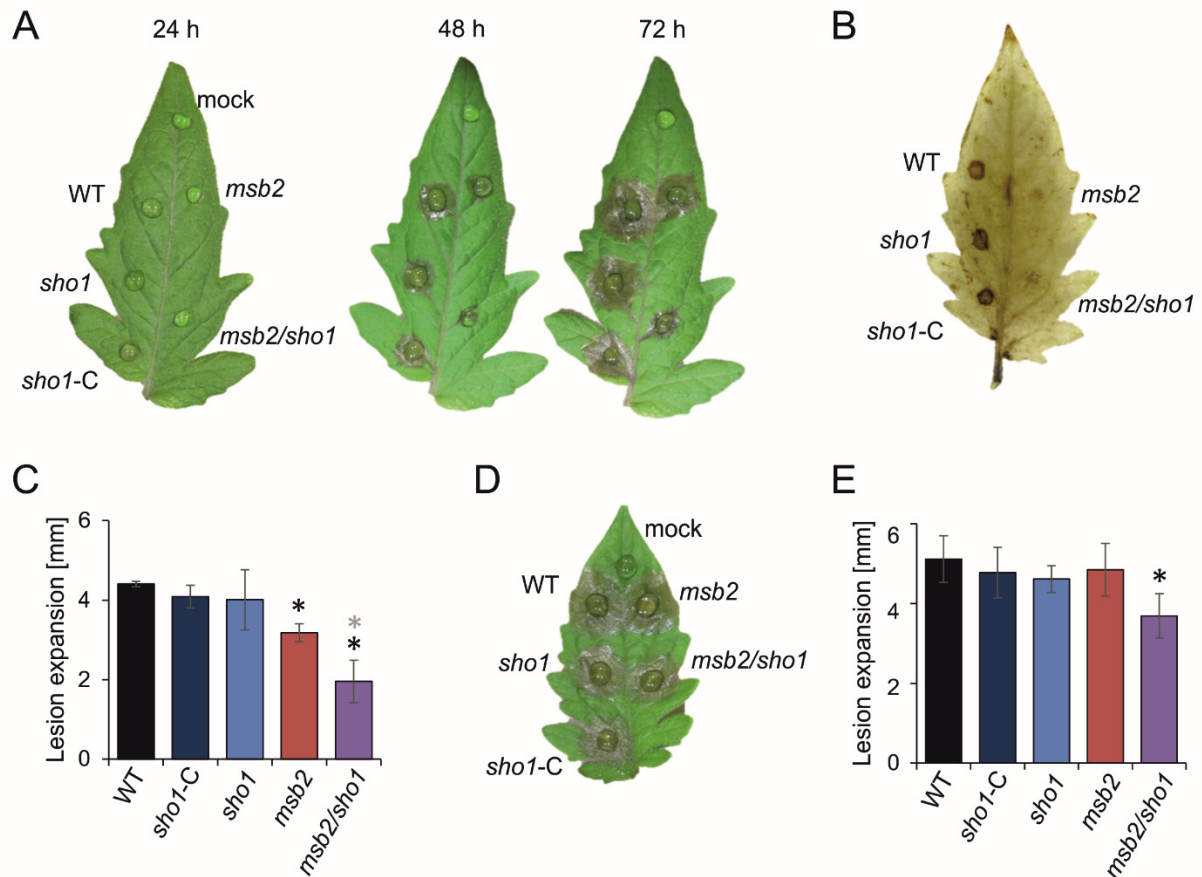 A
24 h
48 h
72 h
mock
WT
msb2
sho1
msb2/sho1
sho1-C
B
WT
msb2
sho1
msb2/sho1
sho1-C
C
Lesion expansion [mm]
6
4
2
0
*
*
*
WT
sho1-C
sho1
msb2
msb2/sho1
D
mock
WT
msb2
sho1
msb2/sho1
sho1-C
E
Lesion expansion [mm]
6
4
2
0
*
WT
sho1-C
sho1
msb2
msb2/sho1